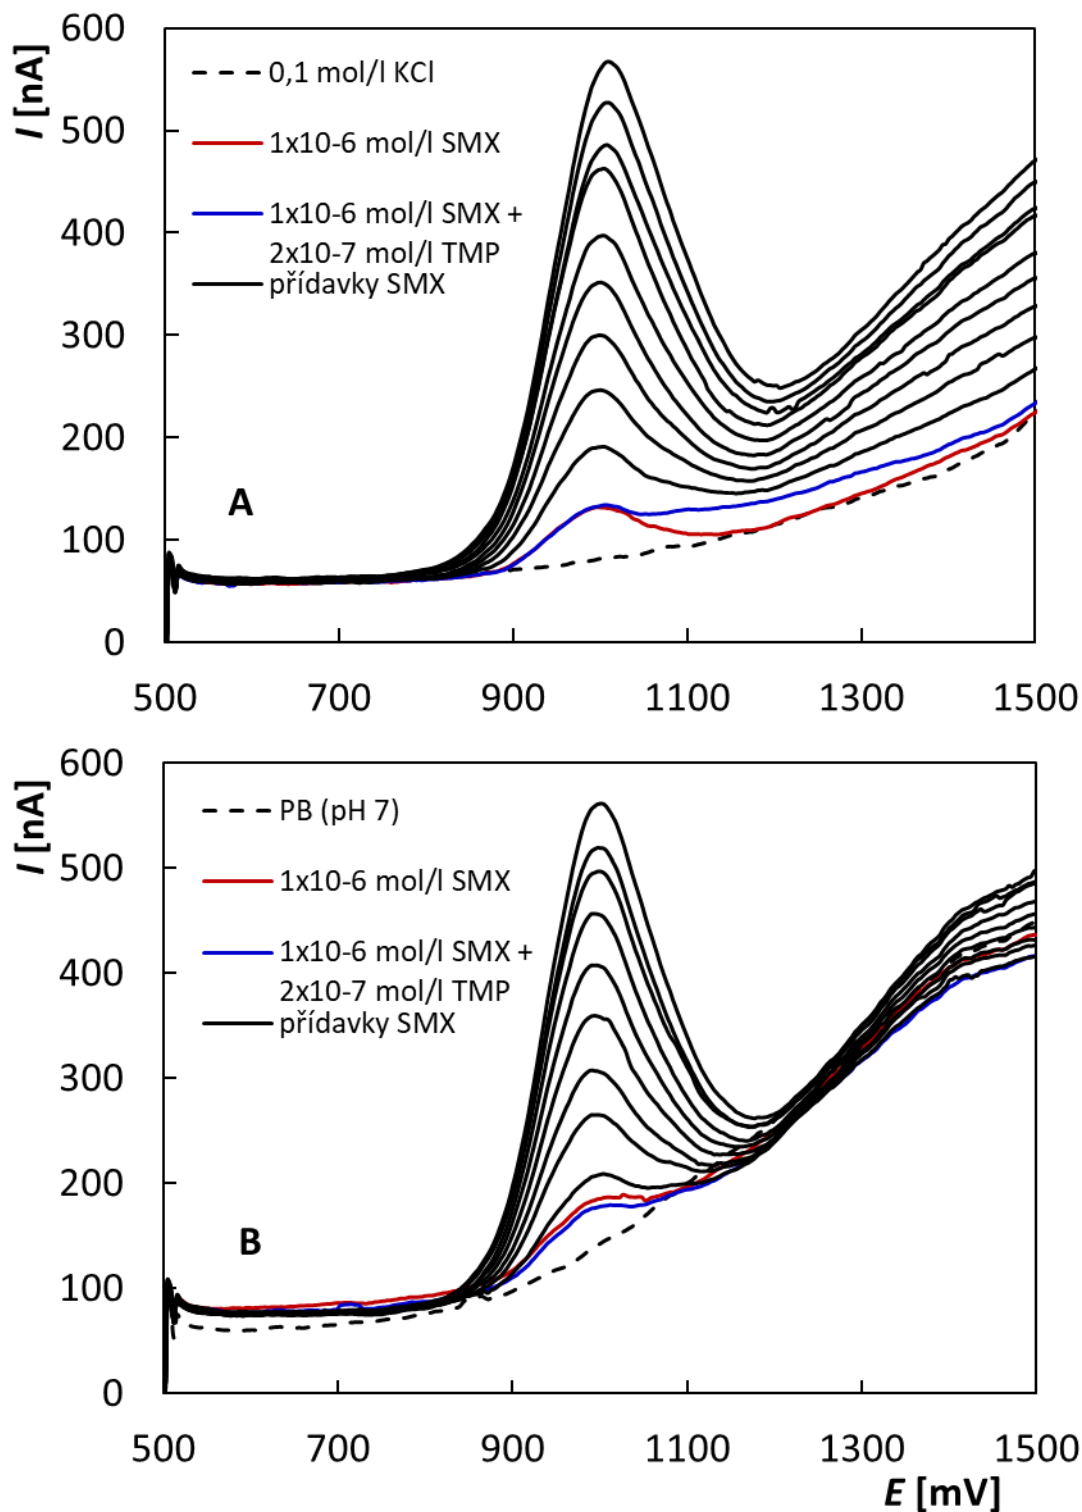 600
500
400
300
200
100
0
I [nA]
0,1 mol/l KCl
1x10-6 mol/l SMX
1x10-6 mol/l SMX +
2x10-7 mol/l TMP
přídavky SMX
A
500 700 900 1100 1300 1500
600
500
400
300
200
100
0
I [nA]
PB (pH 7)
1x10-6 mol/l SMX
1x10-6 mol/l SMX +
2x10-7 mol/l TMP
přídavky SMX
B
500 700 900 1100 1300 1500
E [mV]